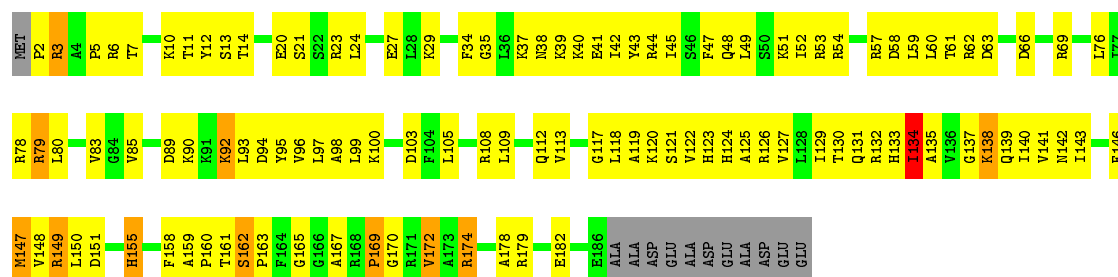 MET P2 R3 A4 P5 R6 T7 K10 T11 Y12 S13 T14 E20 S21 S22 R23 L24 E27 L28 K29 F34 G35 L36 K37 N38 K39 K40 E41 I42 Y43 R44 I45 S46 F47 Q48 L49 S50 K51 I52 R53 R54 R57 D58 L59 L60 T61 R62 D63 D66 R69 L76 I77
R78 R79 L80 V83 G84 V85 D89 K90 K91 K92 L93 D94 Y95 V96 L97 A98 L99 K100 D103 F104 L105 R108 L109 Q112 V113 G117 L118 A119 K120 S121 V122 H123 H124 A125 R126 V127 L128 I129 T130 Q131 R132 H133 I134 A135 V136 G137 K138 Q139 I140 V141 N142 I143 F146
M147 V148 R149 L150 D151 H155 F158 A159 P160 T161 S162 P163 F164 G165 G166 A167 R168 P169 G170 R171 V172 A173 R174 A178 R179 E182 E186 ALA ALA ASP GLU ALA ALA ASP GLU ALA ASP GLU GLU